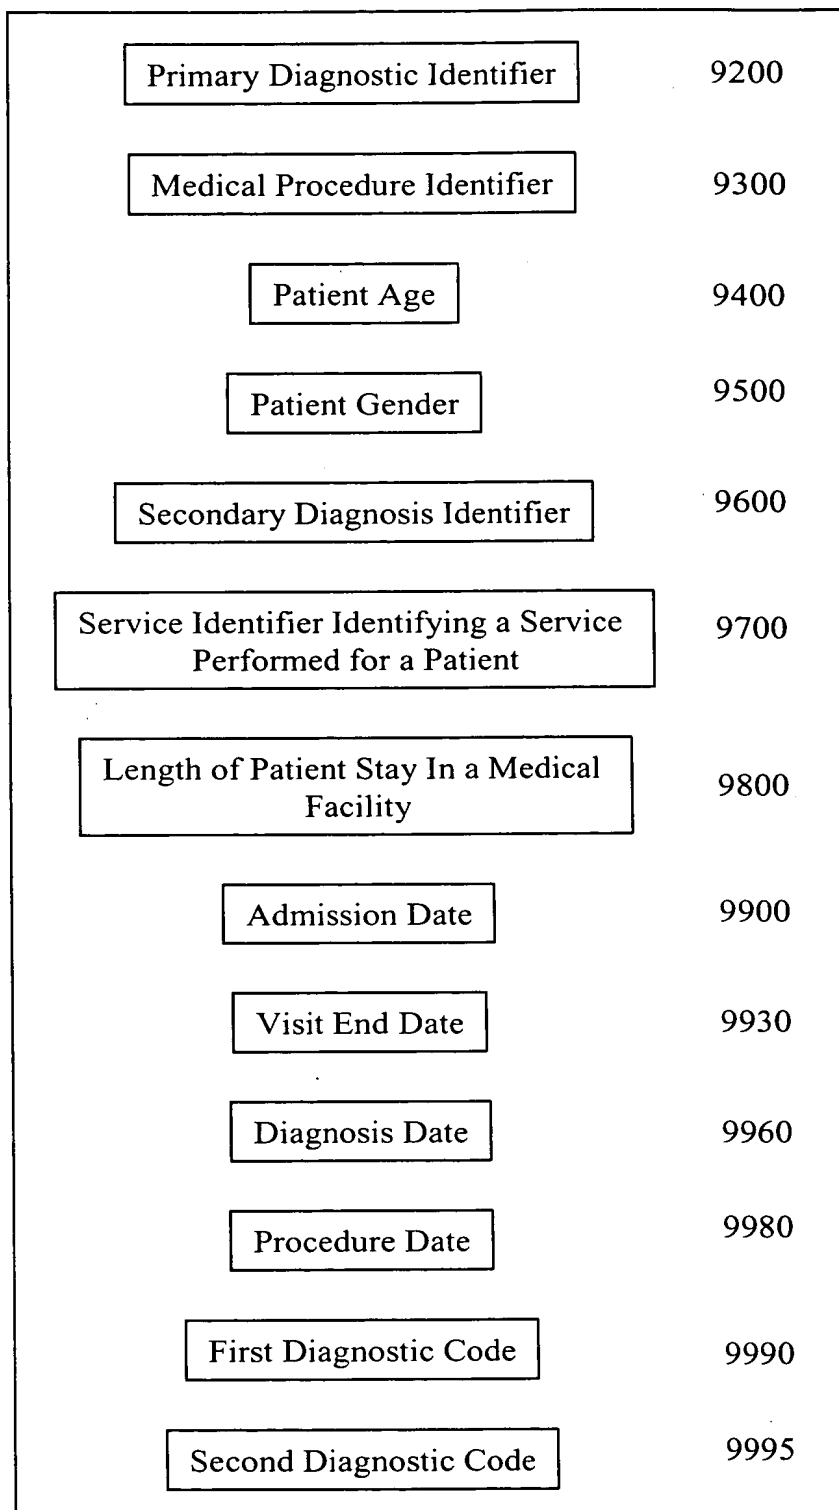 Primary Diagnostic Identifier 9200
Medical Procedure Identifier 9300
Patient Age 9400
Patient Gender 9500
Secondary Diagnosis Identifier 9600
Service Identifier Identifying a Service
Performed for a Patient 9700
Length of Patient Stay In a Medical
Facility 9800
Admission Date 9900
Visit End Date 9930
Diagnosis Date 9960
Procedure Date 9980
First Diagnostic Code 9990
Second Diagnostic Code 9995